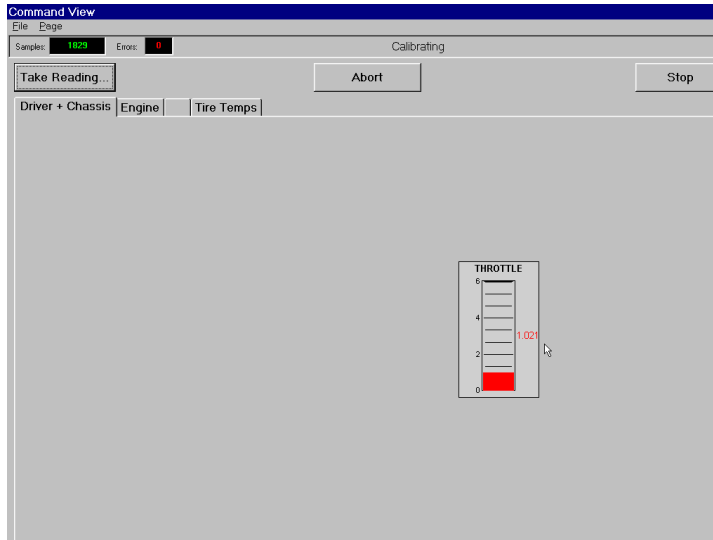 Command View
File Page
Samples: 1829 Errors: 0 Calibrating
Take Reading... Abort Stop
Driver + Chassis Engine Tire Temps
THROTTLE
6
4
1.021
2
0